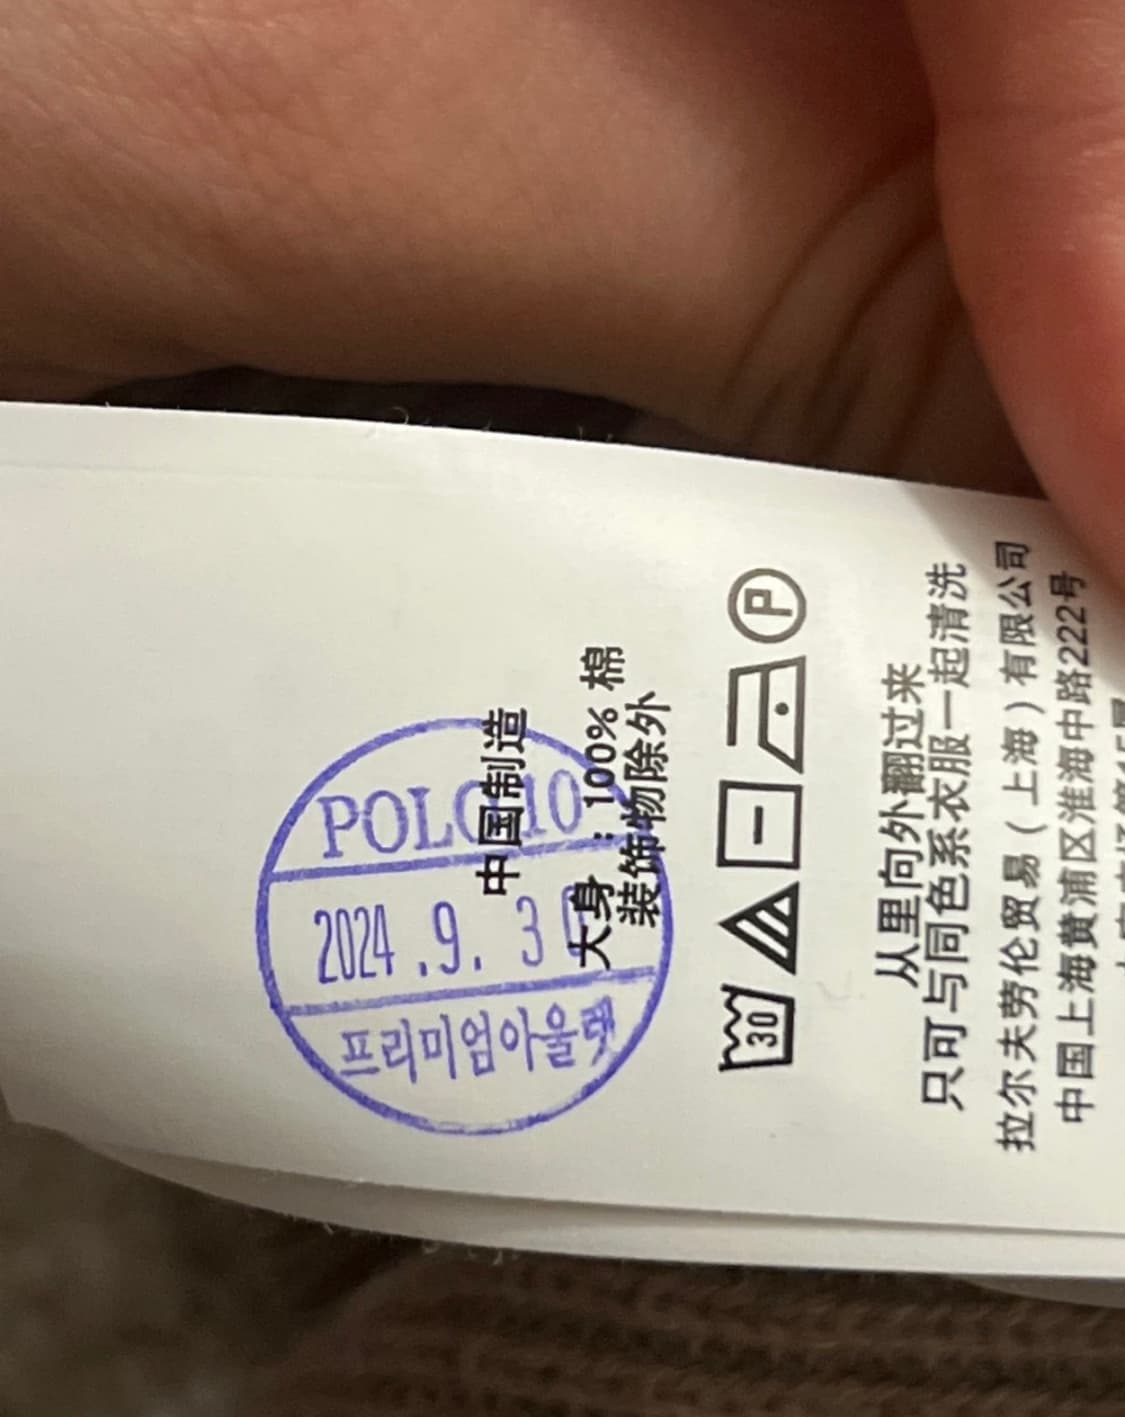 POLO 10
2024.9.30
프리미엄아울렛
中国制造
大身：100% 棉
装饰物除外
30
P
从里向外翻过来
只可与同色系衣服一起清洗
拉尔夫劳伦贸易（上海）有限公司
中国上海黄浦区淮海中路222号